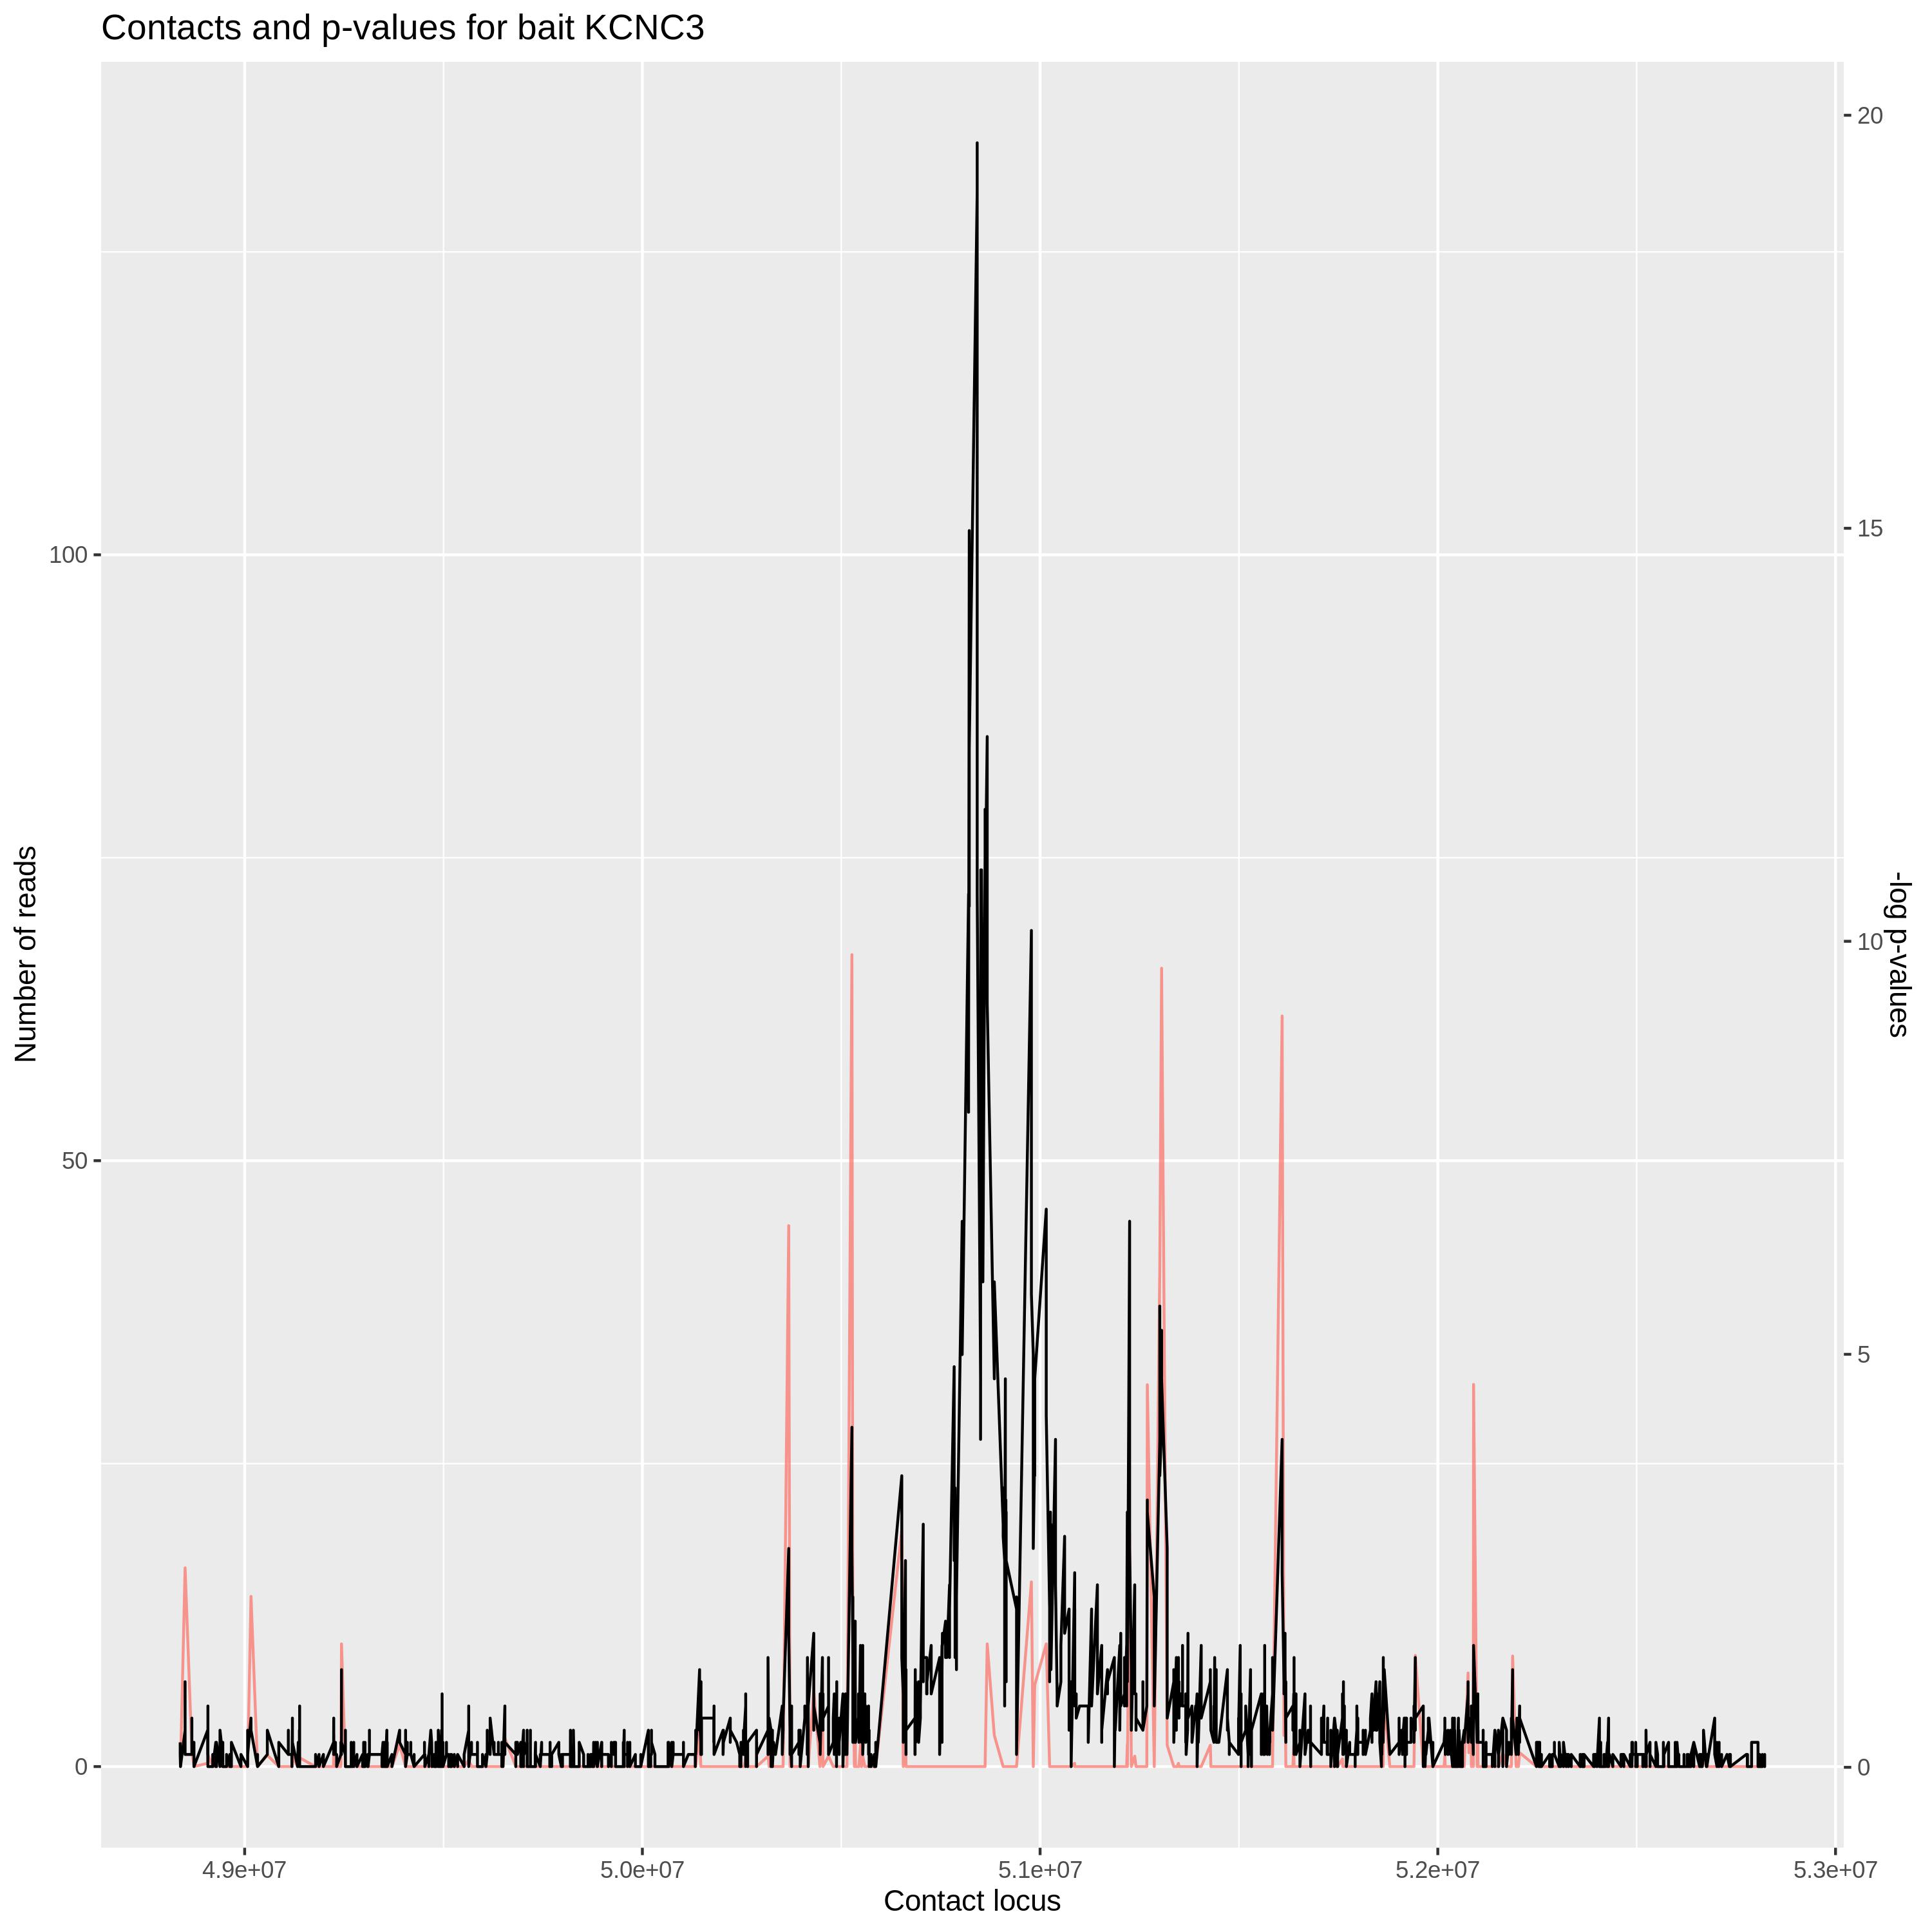 Contacts and p-values for bait KCNC3
Number of reads
100
50
0
20
15
10
5
0
-log p-values
4.9e+07
5.0e+07
5.1e+07
5.2e+07
5.3e+07
Contact locus